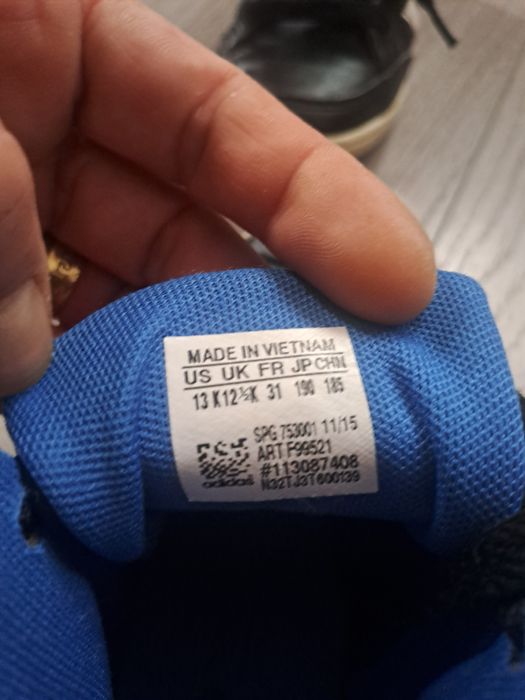 MADE IN VIETNAM
US UK FR JP CHN
13 K 12½K 31 190 185
SPG 753001 11/15
ART F99521
#113087408
adidas N32TJ3T600139